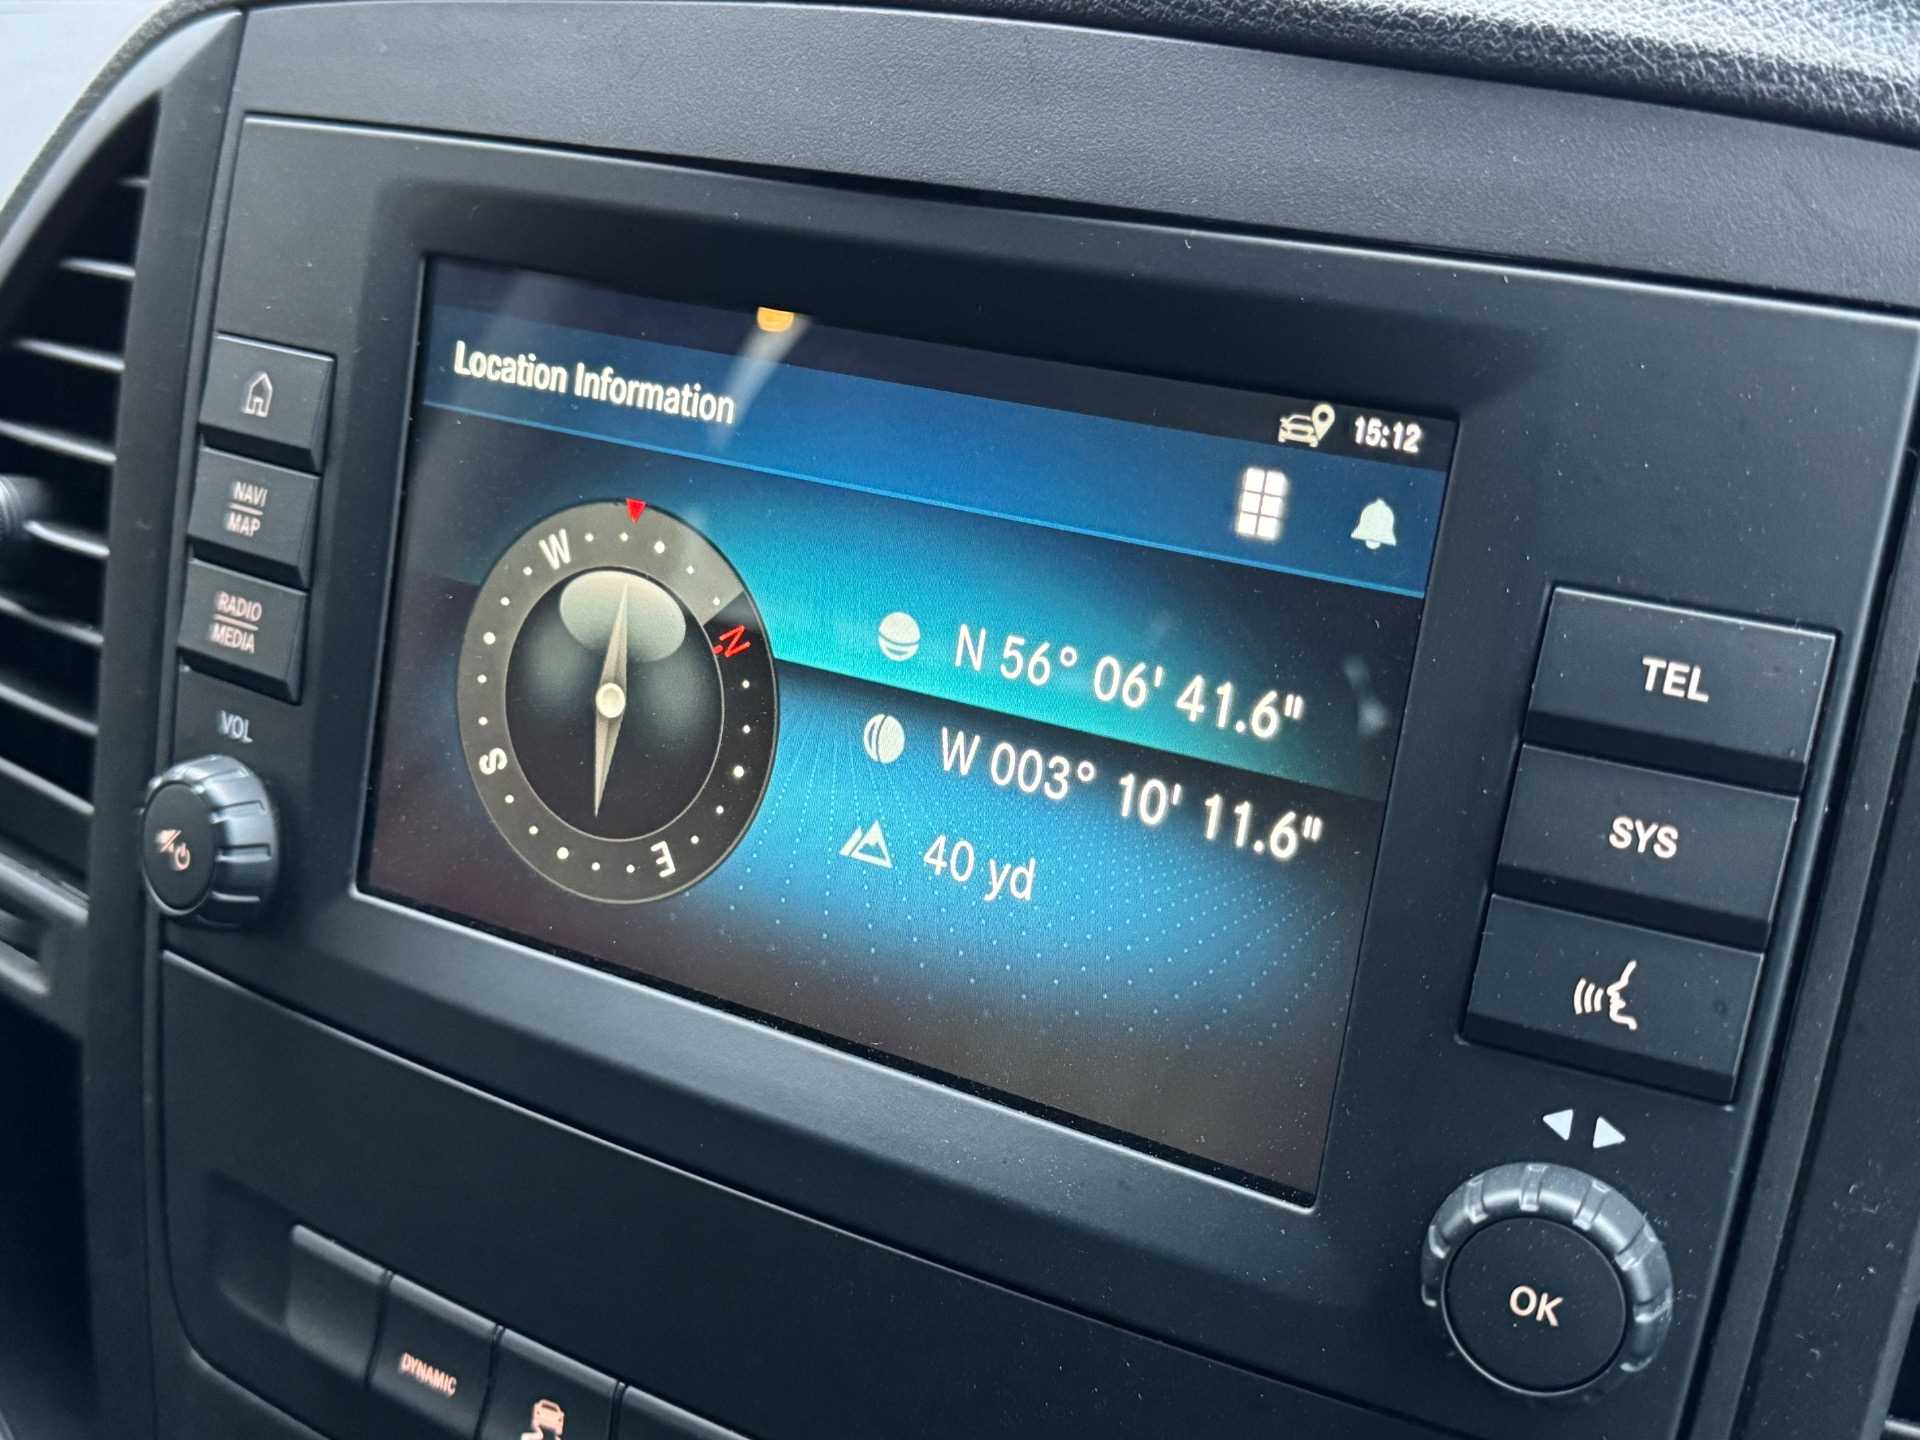 Location Information
15:12
W
N
S
E
N 56° 06' 41.6"
W 003° 10' 11.6"
40 yd
NAVI
MAP
RADIO
MEDIA
VOL
TEL
SYS
OK
DYNAMIC